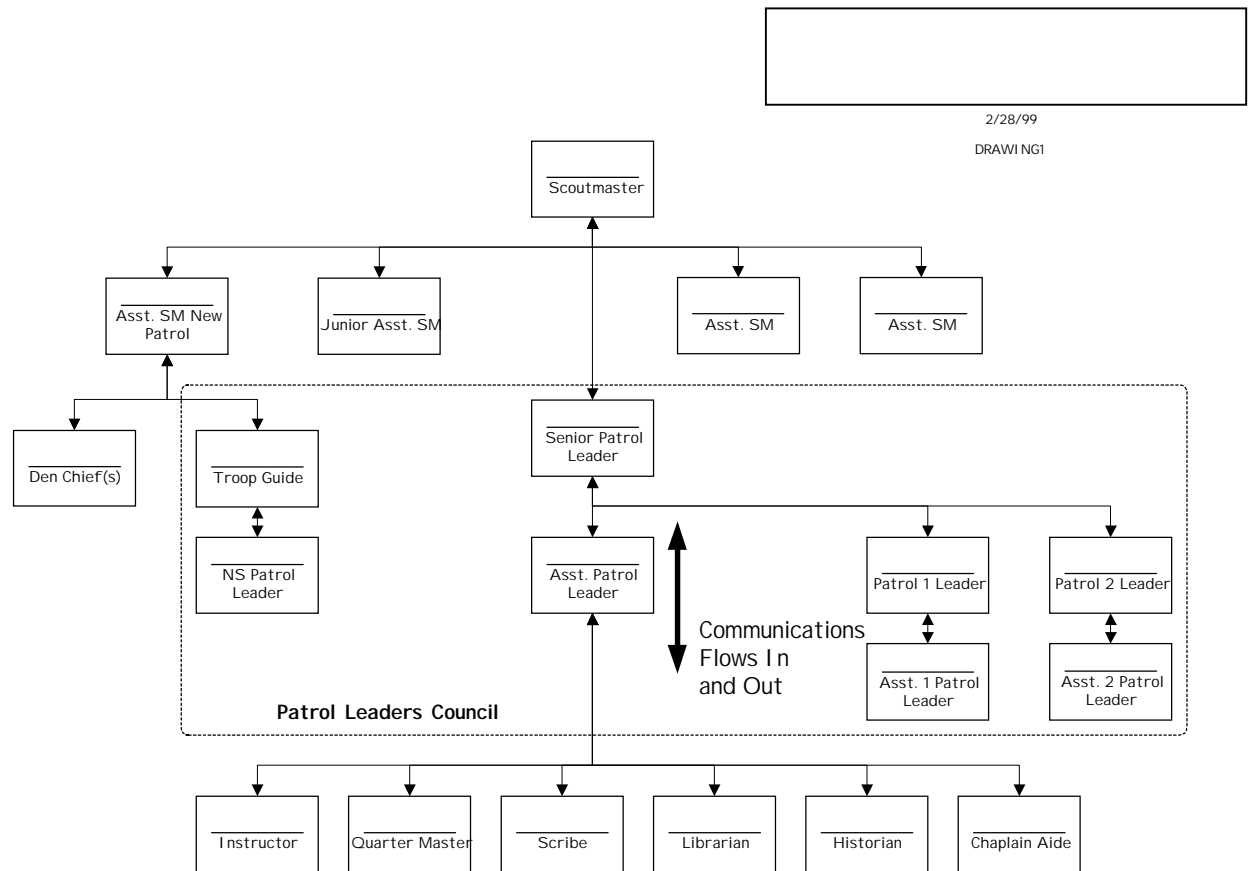 2/28/99
DRAWING1
Scoutmaster
Asst. SM New
Patrol
Junior Asst. SM
Asst. SM
Asst. SM
Den Chief(s)
Troop Guide
Senior Patrol
Leader
NS Patrol
Leader
Asst. Patrol
Leader
Patrol 1 Leader
Patrol 2 Leader
Communications
Flows In
and Out
Asst. 1 Patrol
Leader
Asst. 2 Patrol
Leader
Patrol Leaders Council
Instructor
Quarter Master
Scribe
Librarian
Historian
Chaplain Aide